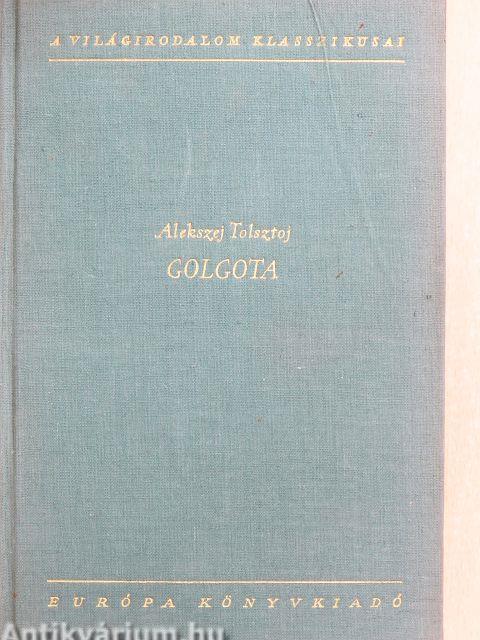 A VILÁGIRODALOM KLASSZIKUSAI
Alekszej Tolsztoj
GOLGOTA
EURÓPA KÖNYVKIADÓ
Antikvárium.hu